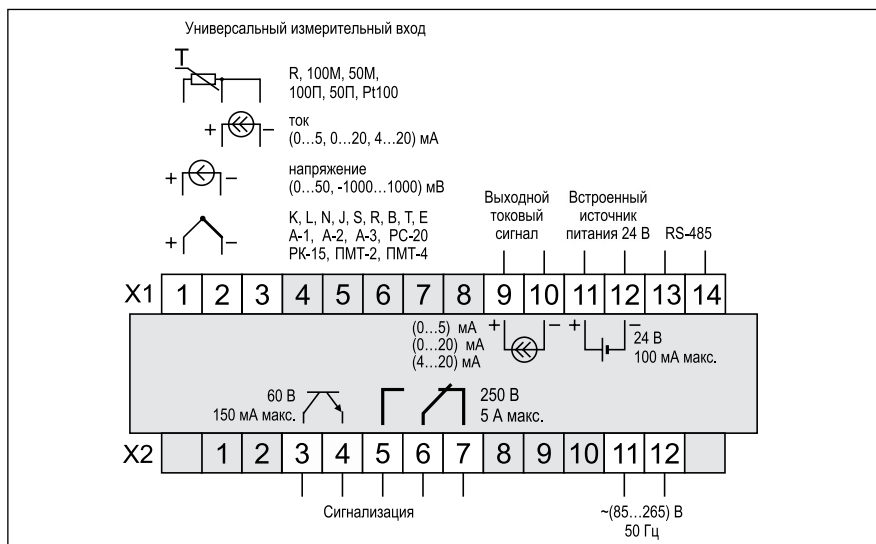 Универсальный измерительный вход
T
R, 100М, 50М,
100П, 50П, Pt100
+ –
ток
(0...5, 0...20, 4...20) мА
+ –
напряжение
(0...50, -1000...1000) мВ
+ –
K, L, N, J, S, R, B, T, E
А-1, А-2, А-3, РС-20
РК-15, ПМТ-2, ПМТ-4
Выходной
токовый
сигнал
Встроенный
источник
питания 24 В
RS-485
X1 1 2 3 4 5 6 7 8 9 10 11 12 13 14
(0...5) мА
(0...20) мА
(4...20) мА
+ –
+ –
24 В
100 мА макс.
60 В
150 мА макс.
250 В
5 А макс.
X2 1 2 3 4 5 6 7 8 9 10 11 12
Сигнализация
~(85...265) В
50 Гц